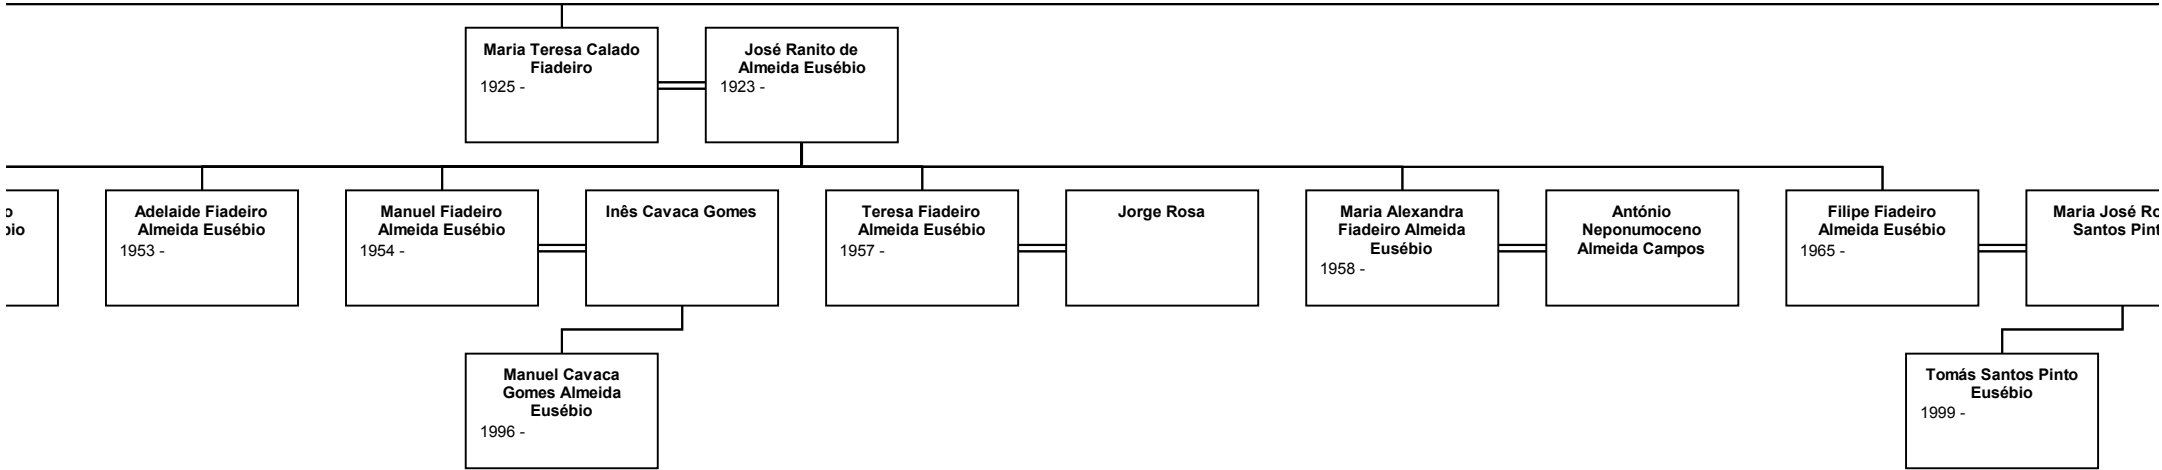 Maria Teresa Calado
Fiadeiro
1925 -
José Ranito de
Almeida Eusébio
1923 -
Adelaide Fiadeiro
Almeida Eusébio
1953 -
Manuel Fiadeiro
Almeida Eusébio
1954 -
Inês Cavaca Gomes
Teresa Fiadeiro
Almeida Eusébio
1957 -
Jorge Rosa
Maria Alexandra
Fiadeiro Almeida
Eusébio
1958 -
António
Neponumoceno
Almeida Campos
Filipe Fiadeiro
Almeida Eusébio
1965 -
Maria José
Santos
Manuel Cavaca
Gomes Almeida
Eusébio
1996 -
Tomás Santos Pinto
Eusébio
1999 -